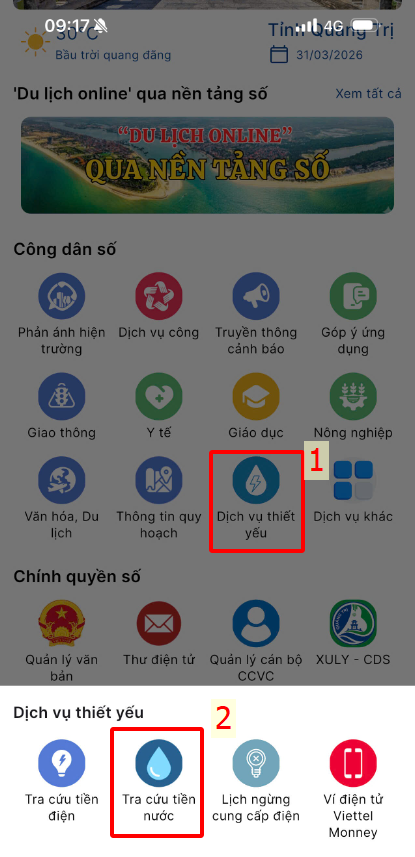 09:17
4G
30°C
Tỉnh Quảng Trị
Bầu trời quang đãng
31/03/2026
'Du lịch online' qua nền tảng số
Xem tất cả
“DU LỊCH ONLINE”
QUA NỀN TẢNG SỐ
Công dân số
Phản ánh hiện trường
Dịch vụ công
Truyền thông cảnh báo
Góp ý ứng dụng
Giao thông
Y tế
Giáo dục
Nông nghiệp
1
Văn hóa, Du lịch
Thông tin quy hoạch
Dịch vụ thiết yếu
Dịch vụ khác
Chính quyền số
Quản lý văn bản
Thư điện tử
Quản lý cán bộ CCVC
XULY - CDS
Dịch vụ thiết yếu
2
Tra cứu tiền điện
Tra cứu tiền nước
Lịch ngừng cung cấp điện
Ví điện tử Viettel Monney